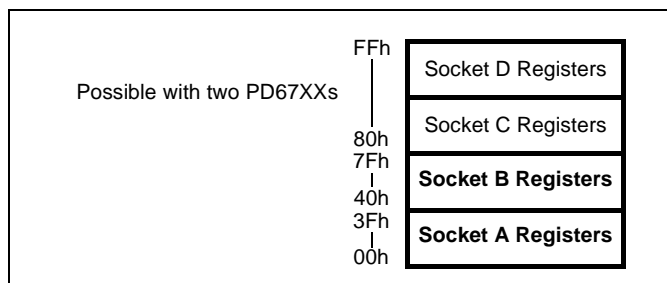 FFh
Socket D Registers
Possible with two PD67XXs
Socket C Registers
80h
7Fh
Socket B Registers
40h
3Fh
Socket A Registers
00h